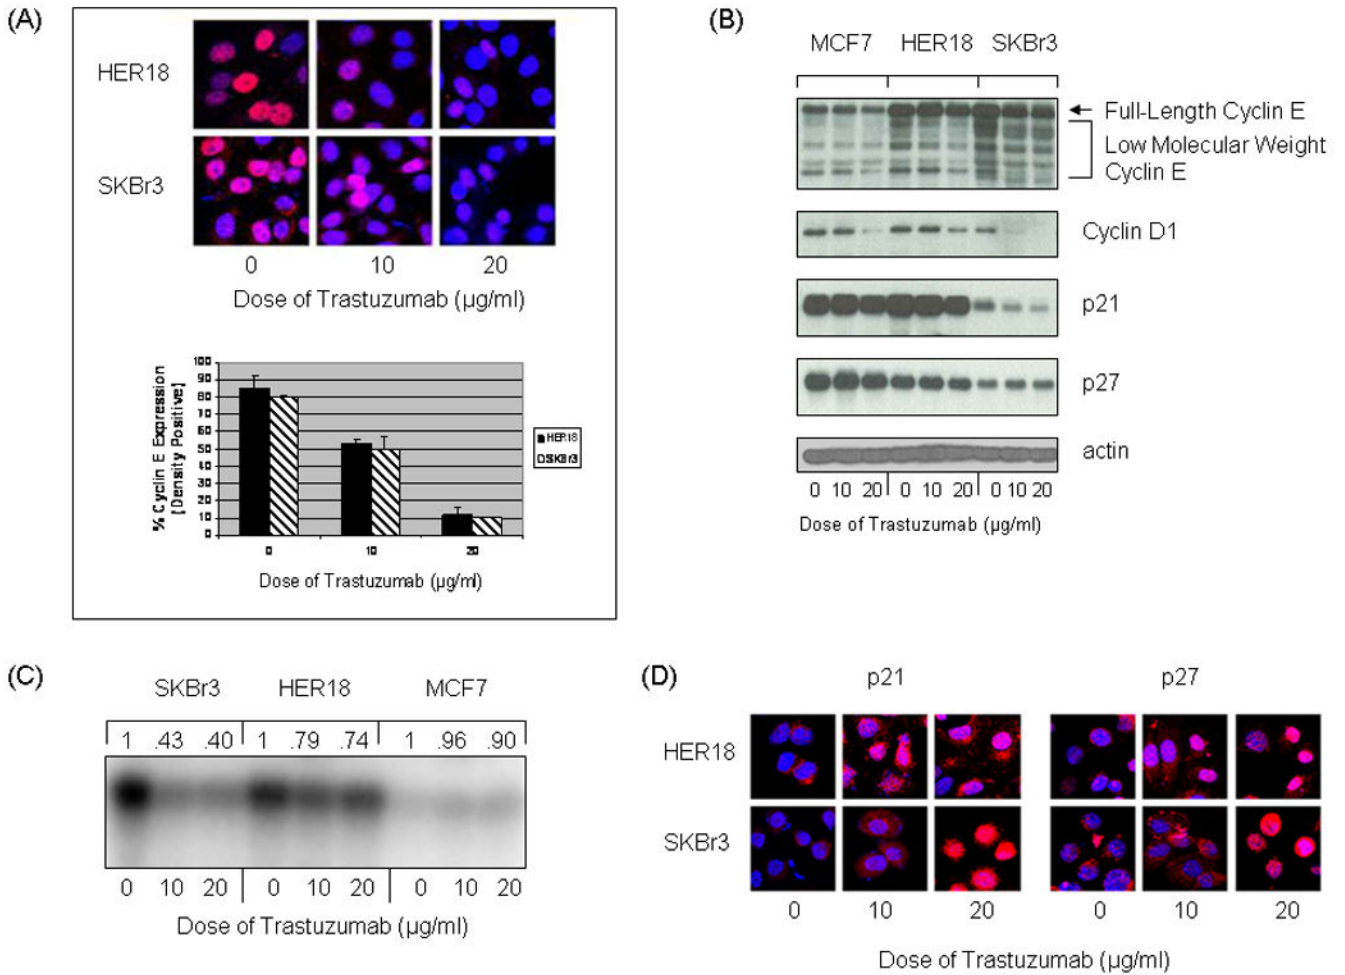 (A)
HER18
SKBr3
0 10 20
Dose of Trastuzumab (µg/ml)
% Cyclin E Expression
[Density Positive]
100
90
80
70
60
50
40
30
20
10
0
0 10 20
HER18
SKBr3
Dose of Trastuzumab (µg/ml)
(B)
MCF7 HER18 SKBr3
Full-Length Cyclin E
Low Molecular Weight
Cyclin E
Cyclin D1
p21
p27
actin
0 10 20 0 10 20 0 10 20
Dose of Trastuzumab (µg/ml)
(C)
SKBr3 HER18 MCF7
1 .43 .40 1 .79 .74 1 .96 .90
0 10 20 0 10 20 0 10 20
Dose of Trastuzumab (µg/ml)
(D)
p21 p27
HER18
SKBr3
0 10 20 0 10 20
Dose of Trastuzumab (µg/ml)